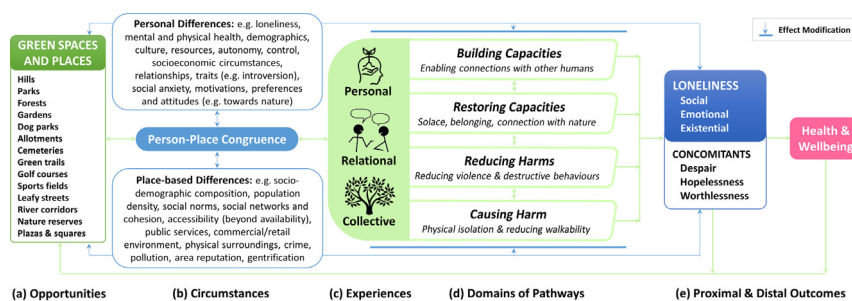 GREEN SPACES
AND PLACES
Hills
Parks
Forests
Gardens
Dog parks
Allotments
Cemeteries
Green trails
Golf courses
Sports fields
Leafy streets
River corridors
Nature reserves
Plazas & squares
Personal Differences: e.g. loneliness,
mental and physical health, demographics,
culture, resources, autonomy, control,
socioeconomic circumstances,
relationships, traits (e.g. introversion),
social anxiety, motivations, preferences
and attitudes (e.g. towards nature)
Person-Place Congruence
Place-based Differences: e.g. socio-
demographic composition, population
density, social norms, social networks and
cohesion, accessibility (beyond availability),
public services, commercial/retail
environment, physical surroundings, crime,
pollution, area reputation, gentrification
Personal
Relational
Collective
Building Capacities
Enabling connections with other humans
Restoring Capacities
Solace, belonging, connection with nature
Reducing Harms
Reducing violence & destructive behaviours
Causing Harm
Physical isolation & reducing walkability
Effect Modification
LONELINESS
Social
Emotional
Existential
CONCOMITANTS
Despair
Hopelessness
Worthlessness
Health &
Wellbeing
(a) Opportunities
(b) Circumstances
(c) Experiences
(d) Domains of Pathways
(e) Proximal & Distal Outcomes